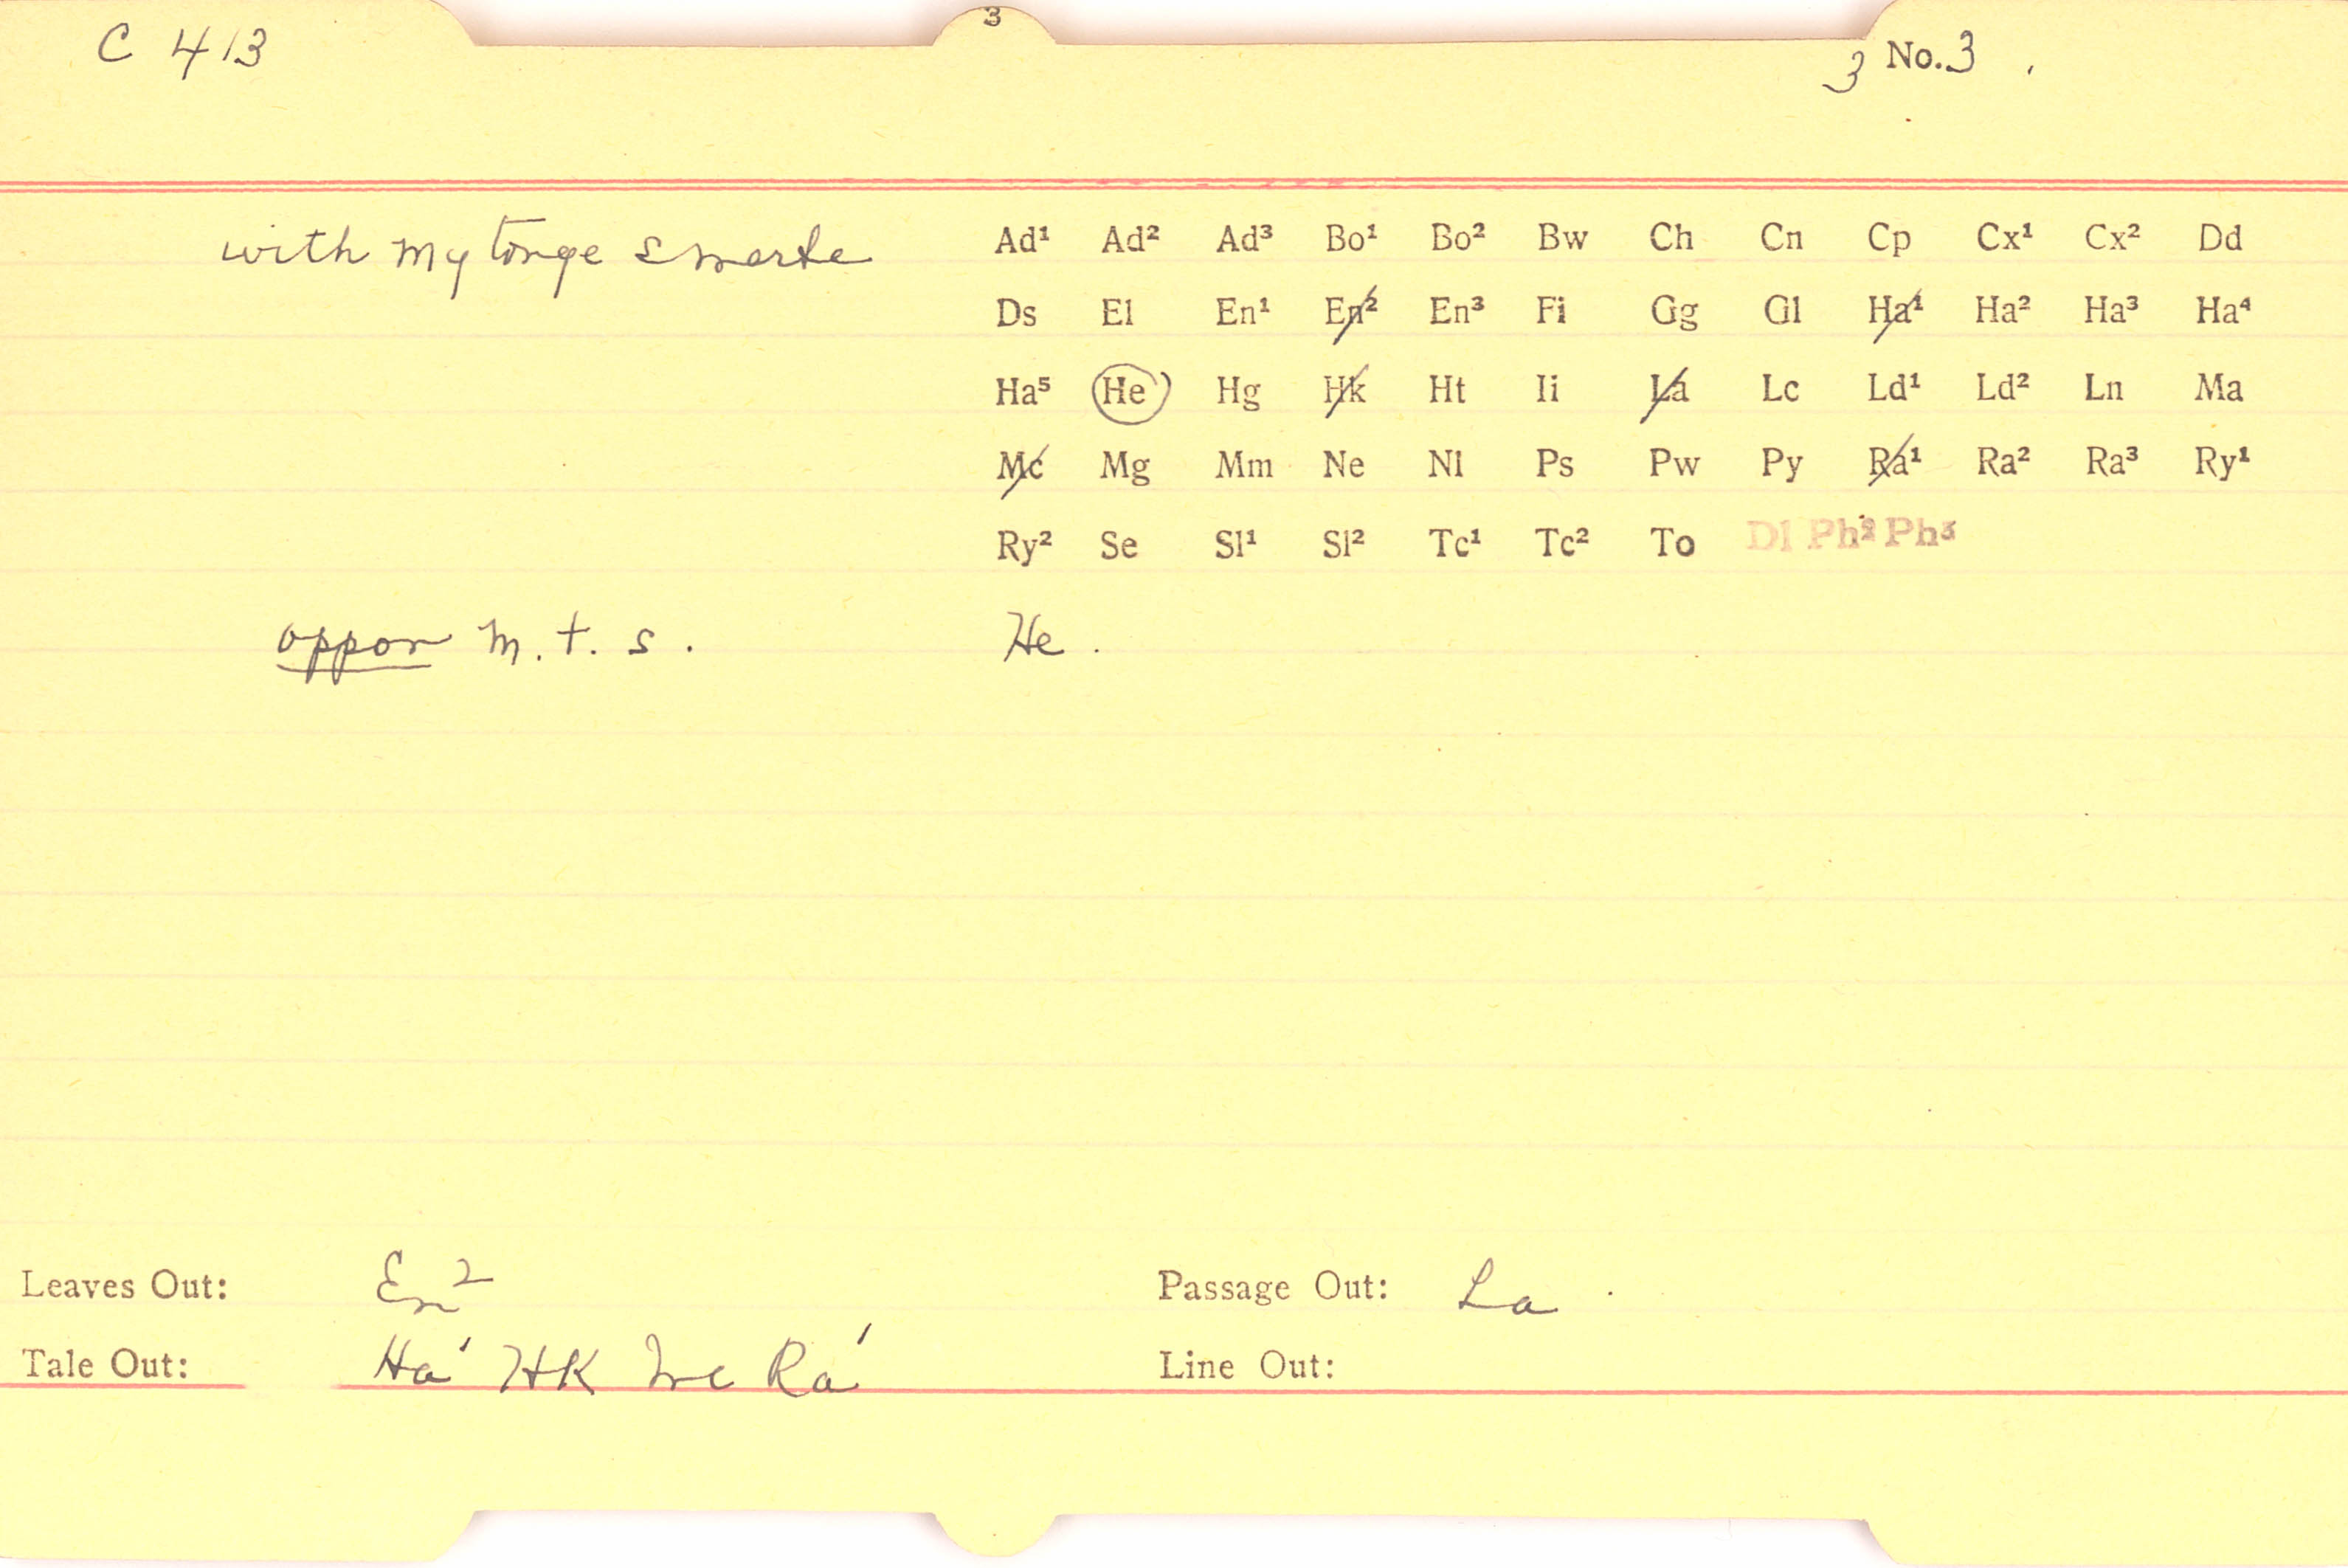 3
C 413
3 No. 3
with my tonge smerte
Ad¹ Ad² Ad³ Bo¹ Bo² Bw Ch Cn Cp Cx¹ Cx² Dd
Ds El En¹ En² En³ Fi Gg Gl Ha¹ Ha² Ha³ Ha⁴
Ha⁵ He Hg Hk Ht Ii La Lc Ld¹ Ld² Ln Ma
Mc Mg Mm Ne Nl Ps Pw Py Ra¹ Ra² Ra³ Ry¹
Ry² Se Sl¹ Sl² Tc¹ Tc² To Dl Ph² Ph³
oppon m. t. s. He.
Leaves Out: En² Passage Out: La.
Tale Out: Ha¹ HK Mc Ra¹ Line Out: